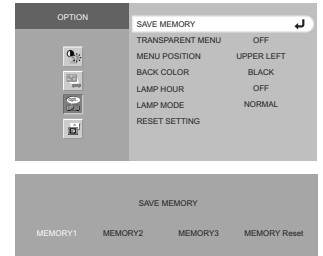 OPTION
SAVE MEMORY
TRANSPARENT MENU OFF
MENU POSITION UPPER LEFT
BACK COLOR BLACK
LAMP HOUR OFF
LAMP MODE NORMAL
RESET SETTING
SAVE MEMORY
MEMORY1 MEMORY2 MEMORY3 MEMORY Reset